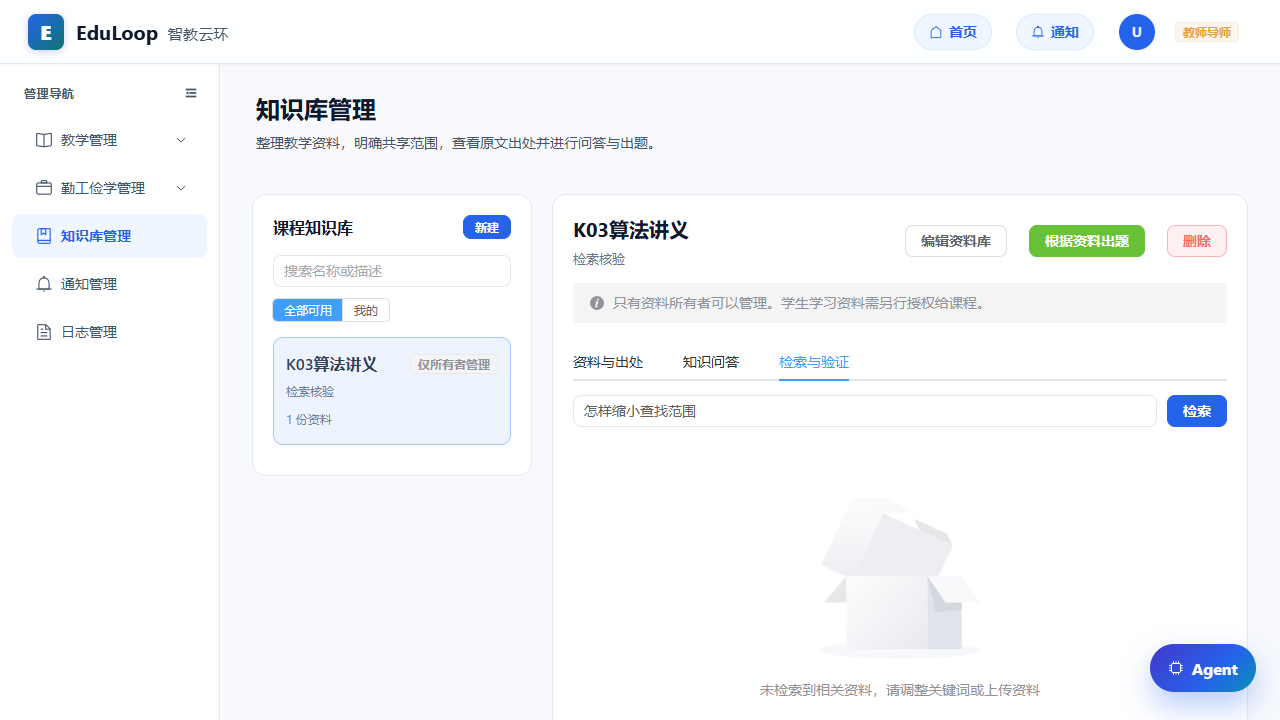 E EduLoop 智教云环 首页 通知 U 教师导师
管理导航
教学管理
勤工俭学管理
知识库管理
通知管理
日志管理
知识库管理
整理教学资料，明确共享范围，查看原文出处并进行问答与出题。
课程知识库 新建
搜索名称或描述
全部可用 我的
K03算法讲义 仅所有者管理
检索核验
1 份资料
K03算法讲义
检索核验
编辑资料库 根据资料出题 删除
只有资料所有者可以管理。学生学习资料需另行授权给课程。
资料与出处 知识问答 检索与验证
怎样缩小查找范围 检索
未检索到相关资料，请调整关键词或上传资料
Agent